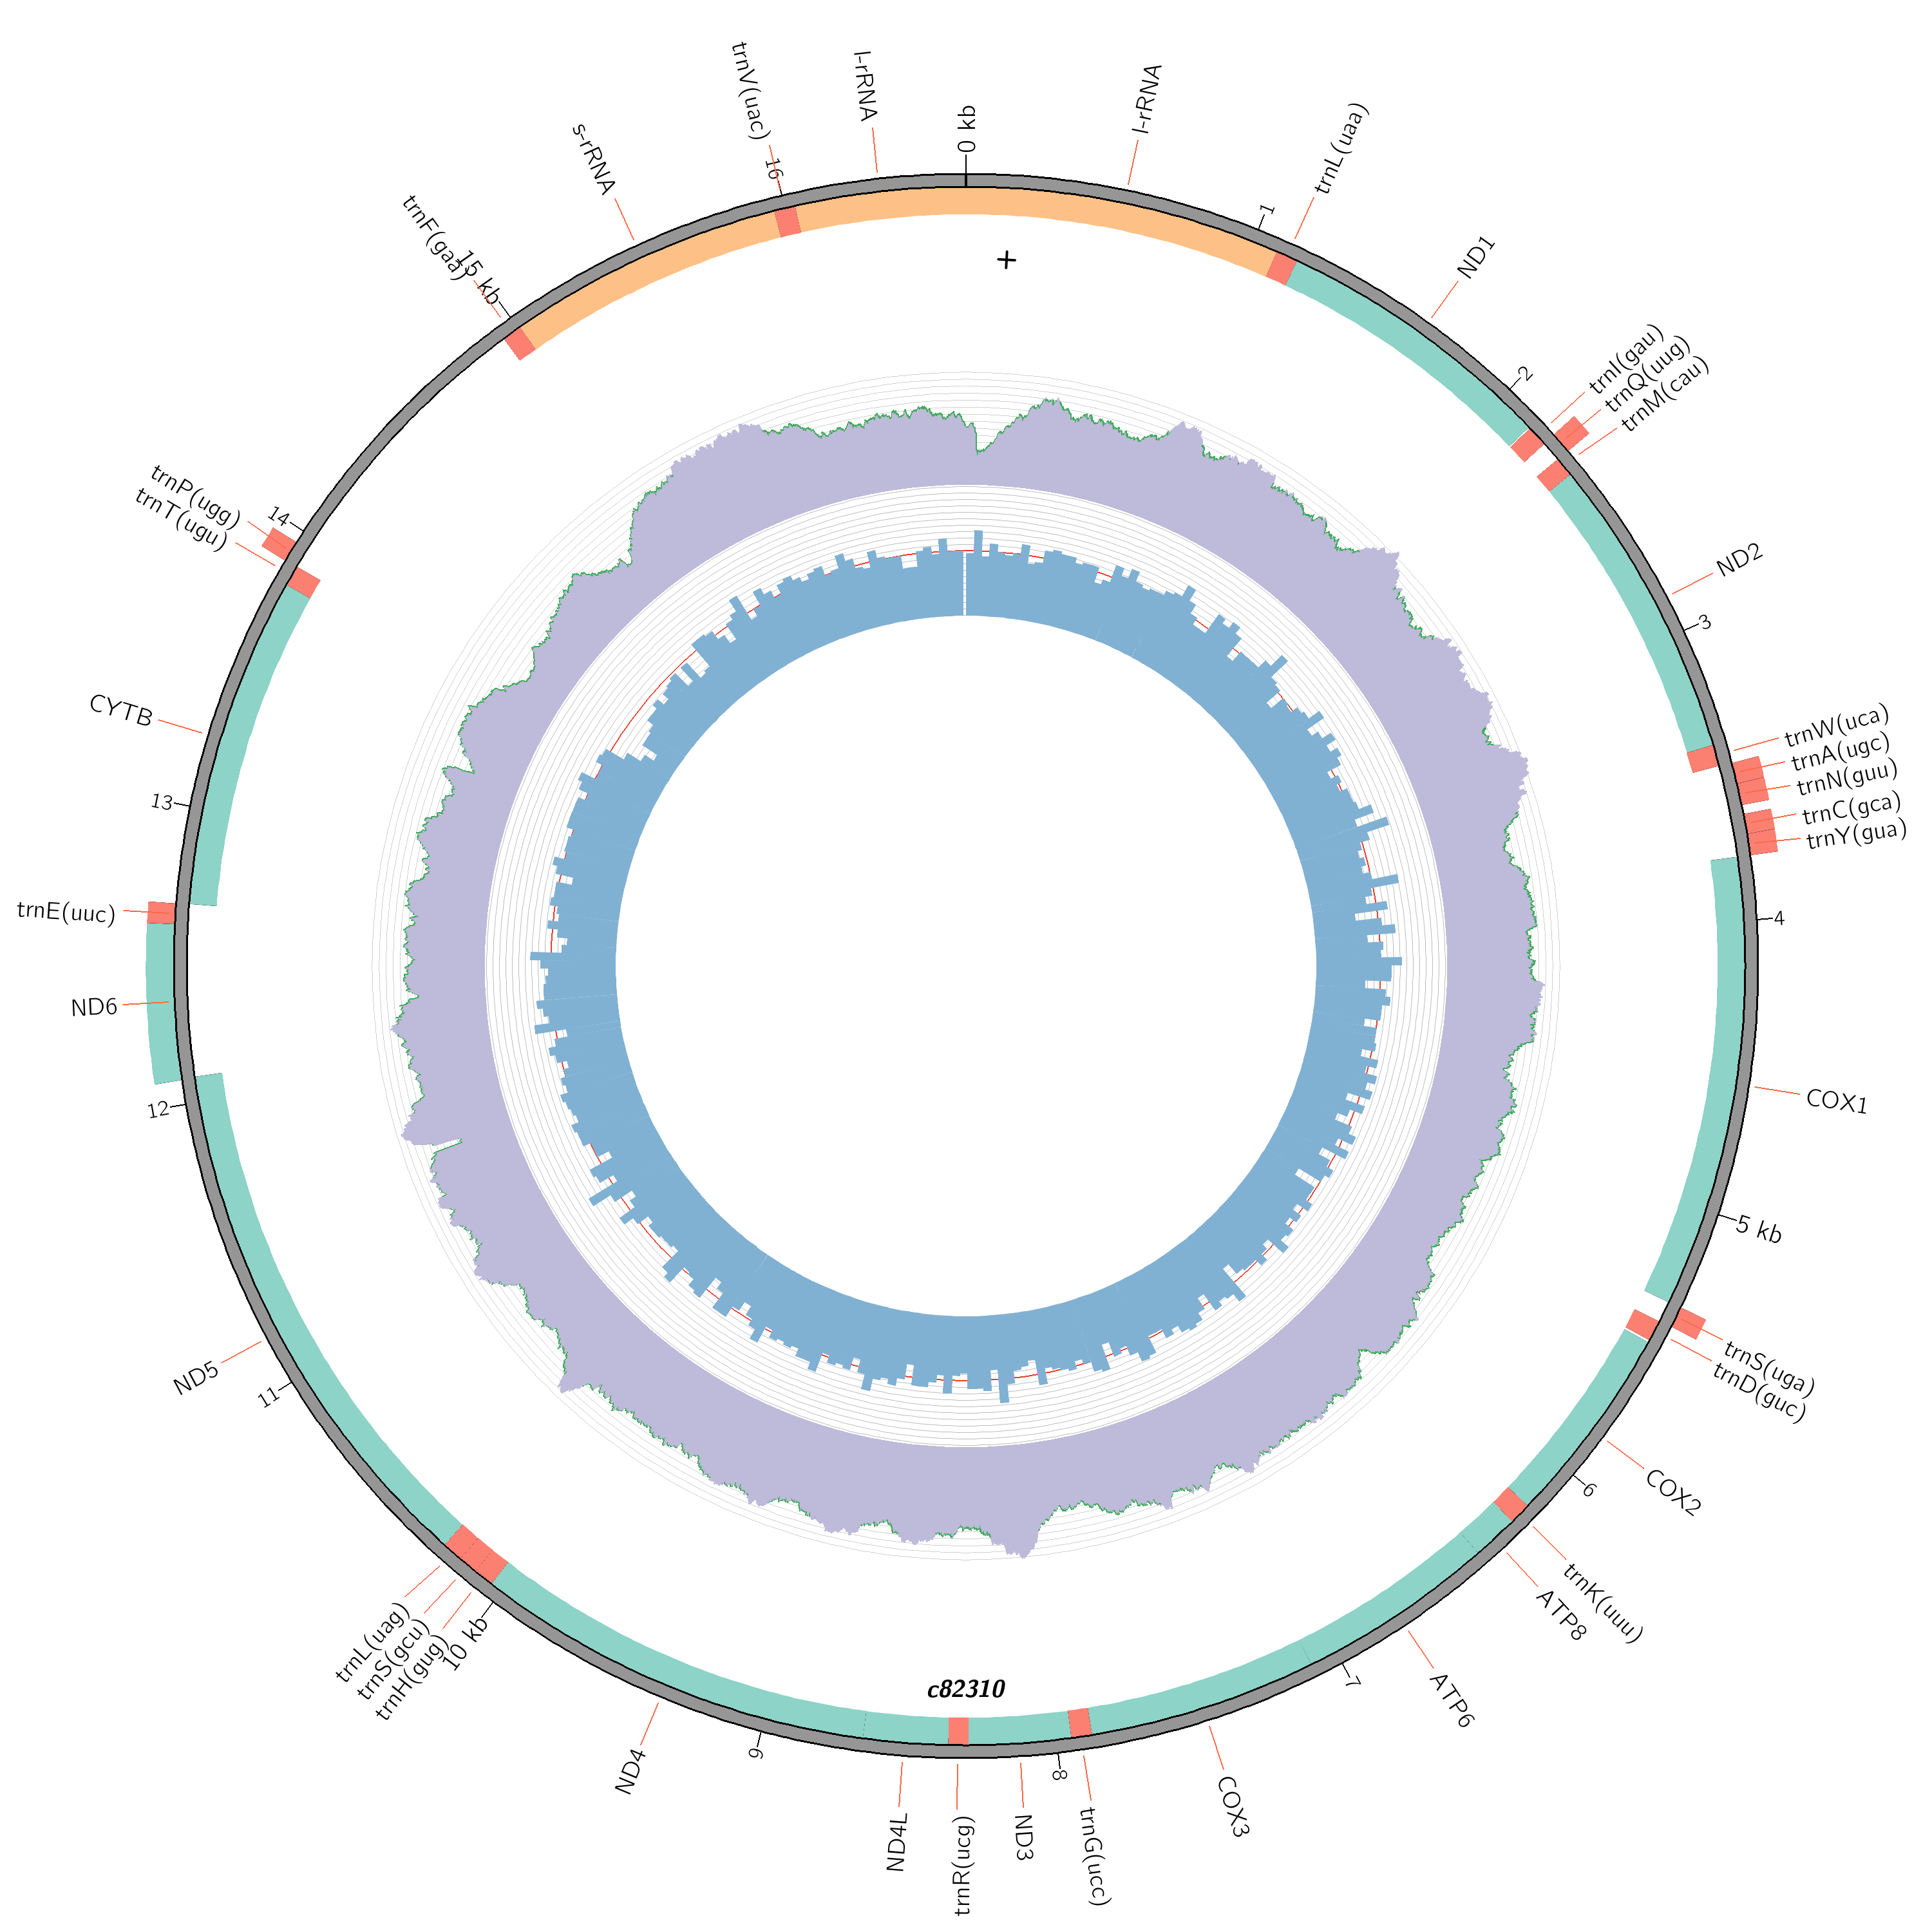 0 kb
l-rRNA
1
trnL(uaa)
ND1
2
trnI(gau)
trnQ(uug)
trnM(cau)
ND2
3
trnW(uca)
trnA(ugc)
trnN(guu)
trnC(gca)
trnY(gua)
4
COX1
5 kb
trnS(uga)
trnD(guc)
COX2
6
trnK(uuu)
ATP8
ATP6
7
COX3
trnG(ucc)
8
ND3
trnR(ucg)
ND4L
9
ND4
10 kb
trnH(gug)
trnS(gcu)
trnL(uag)
11
ND5
12
ND6
trnE(uuc)
13
CYTB
trnT(ugu)
trnP(ugg)
14
15 kb
trnF(gaa)
s-rRNA
16
trnV(uac)
l-rRNA
+
c82310